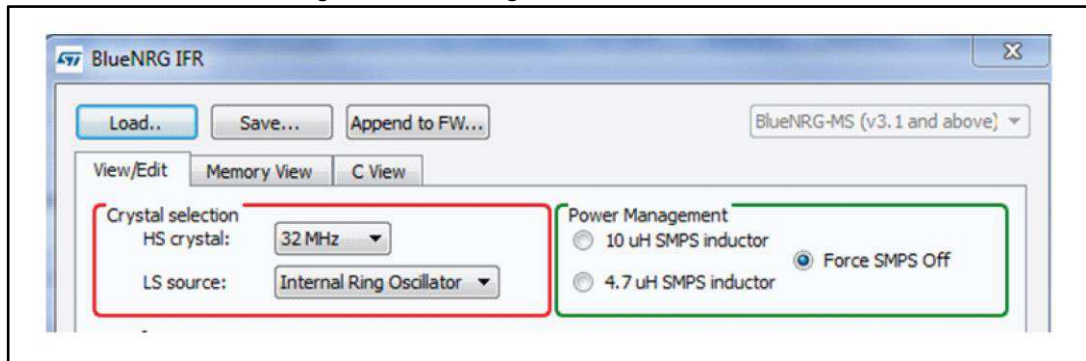 BlueNRG IFR
Load..
Save...
Append to FW...
BlueNRG-MS (v3.1 and above)
View/Edit
Memory View
C View
Crystal selection
HS crystal:
32 MHz
LS source:
Internal Ring Oscillator
Power Management
10 uH SMPS inductor
Force SMPS Off
4.7 uH SMPS inductor